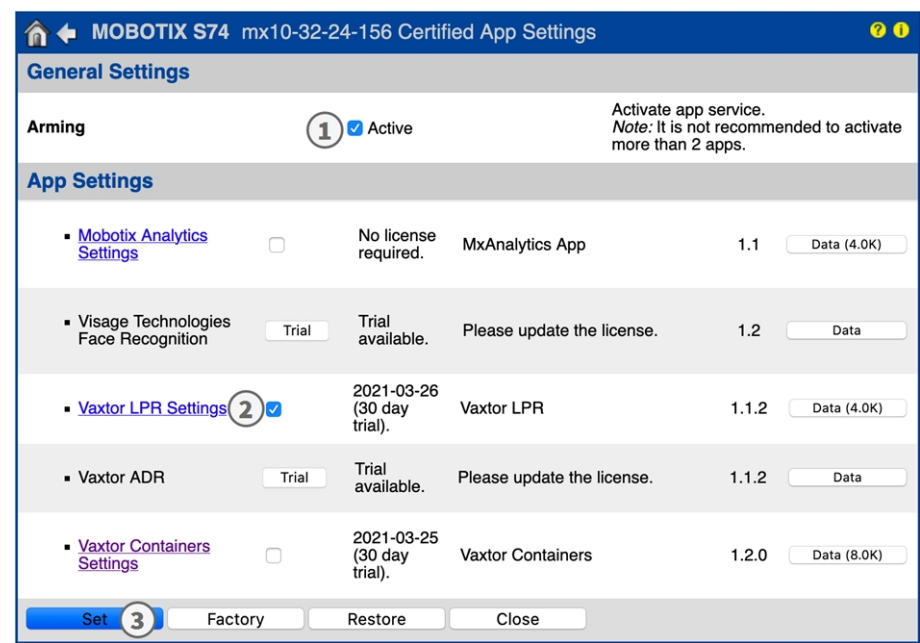 MOBOTIX S74 mx10-32-24-156 Certified App Settings ? i
General Settings
Arming 1 Active
Activate app service.
Note: It is not recommended to activate
more than 2 apps.
App Settings
Mobotix Analytics
Settings
No license
required.
MxAnalytics App 1.1 Data (4.0K)
Visage Technologies
Face Recognition
Trial
Trial
available.
Please update the license. 1.2 Data
Vaxtor LPR Settings 2
2021-03-26
(30 day
trial).
Vaxtor LPR 1.1.2 Data (4.0K)
Vaxtor ADR Trial
Trial
available.
Please update the license. 1.1.2 Data
Vaxtor Containers
Settings
2021-03-25
(30 day
trial).
Vaxtor Containers 1.2.0 Data (8.0K)
Set 3 Factory Restore Close